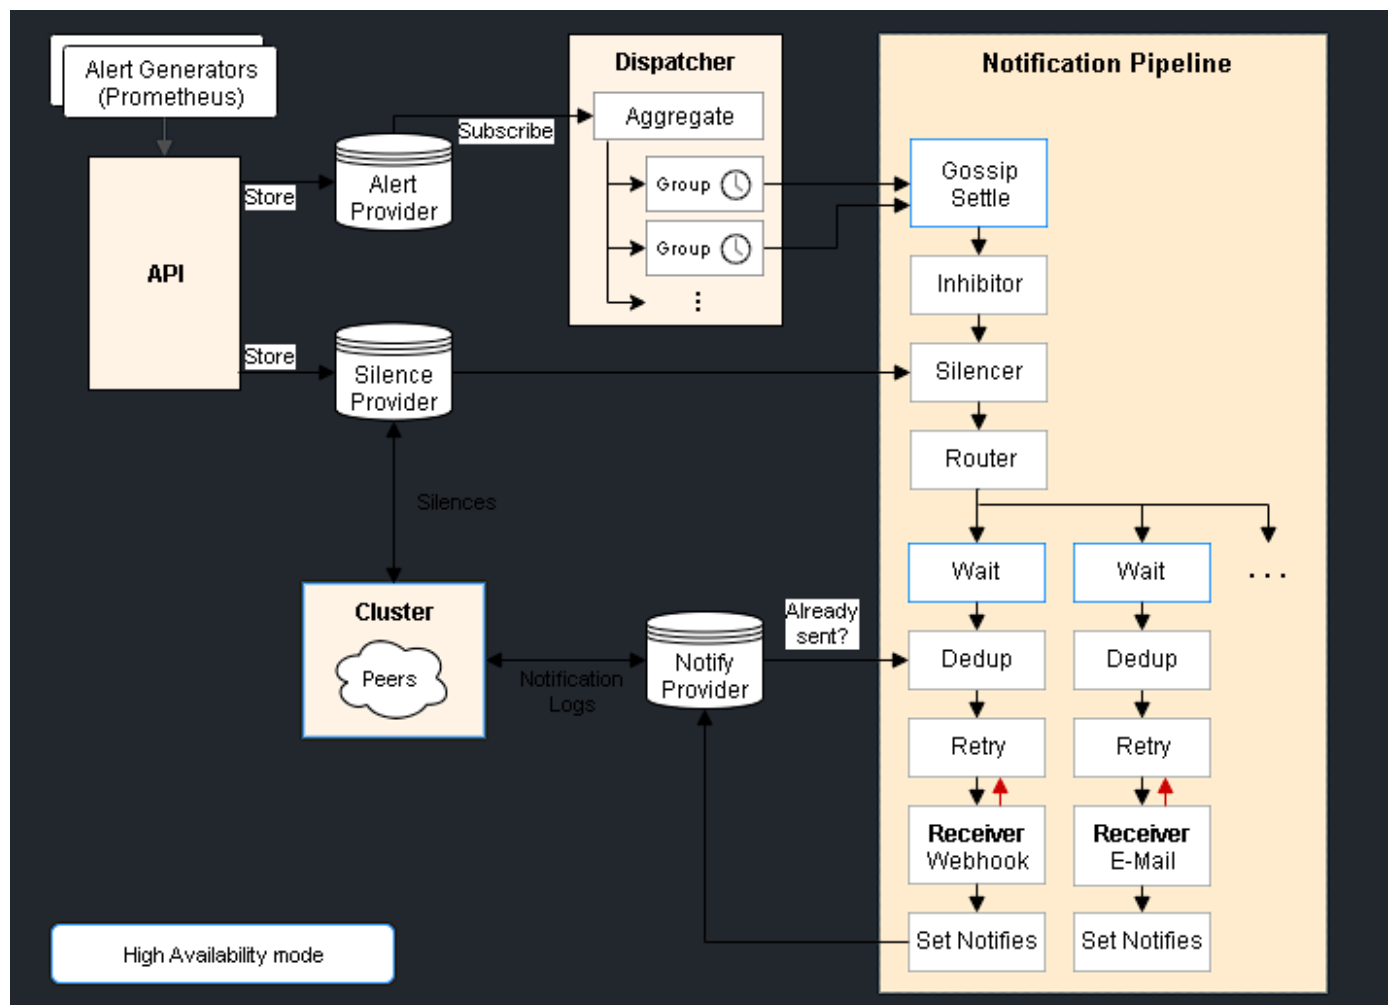 Alert Generators
(Prometheus)
API
Store
Alert
Provider
Subscribe
Dispatcher
Aggregate
Group
Group
⋮
Store
Silence
Provider
Silences
Cluster
Peers
Notification
Logs
Notify
Provider
Already
sent?
Notification Pipeline
Gossip
Settle
Inhibitor
Silencer
Router
Wait
Wait
...
Dedup
Dedup
Retry
Retry
Receiver
Webhook
Receiver
E-Mail
Set Notifies
Set Notifies
High Availability mode